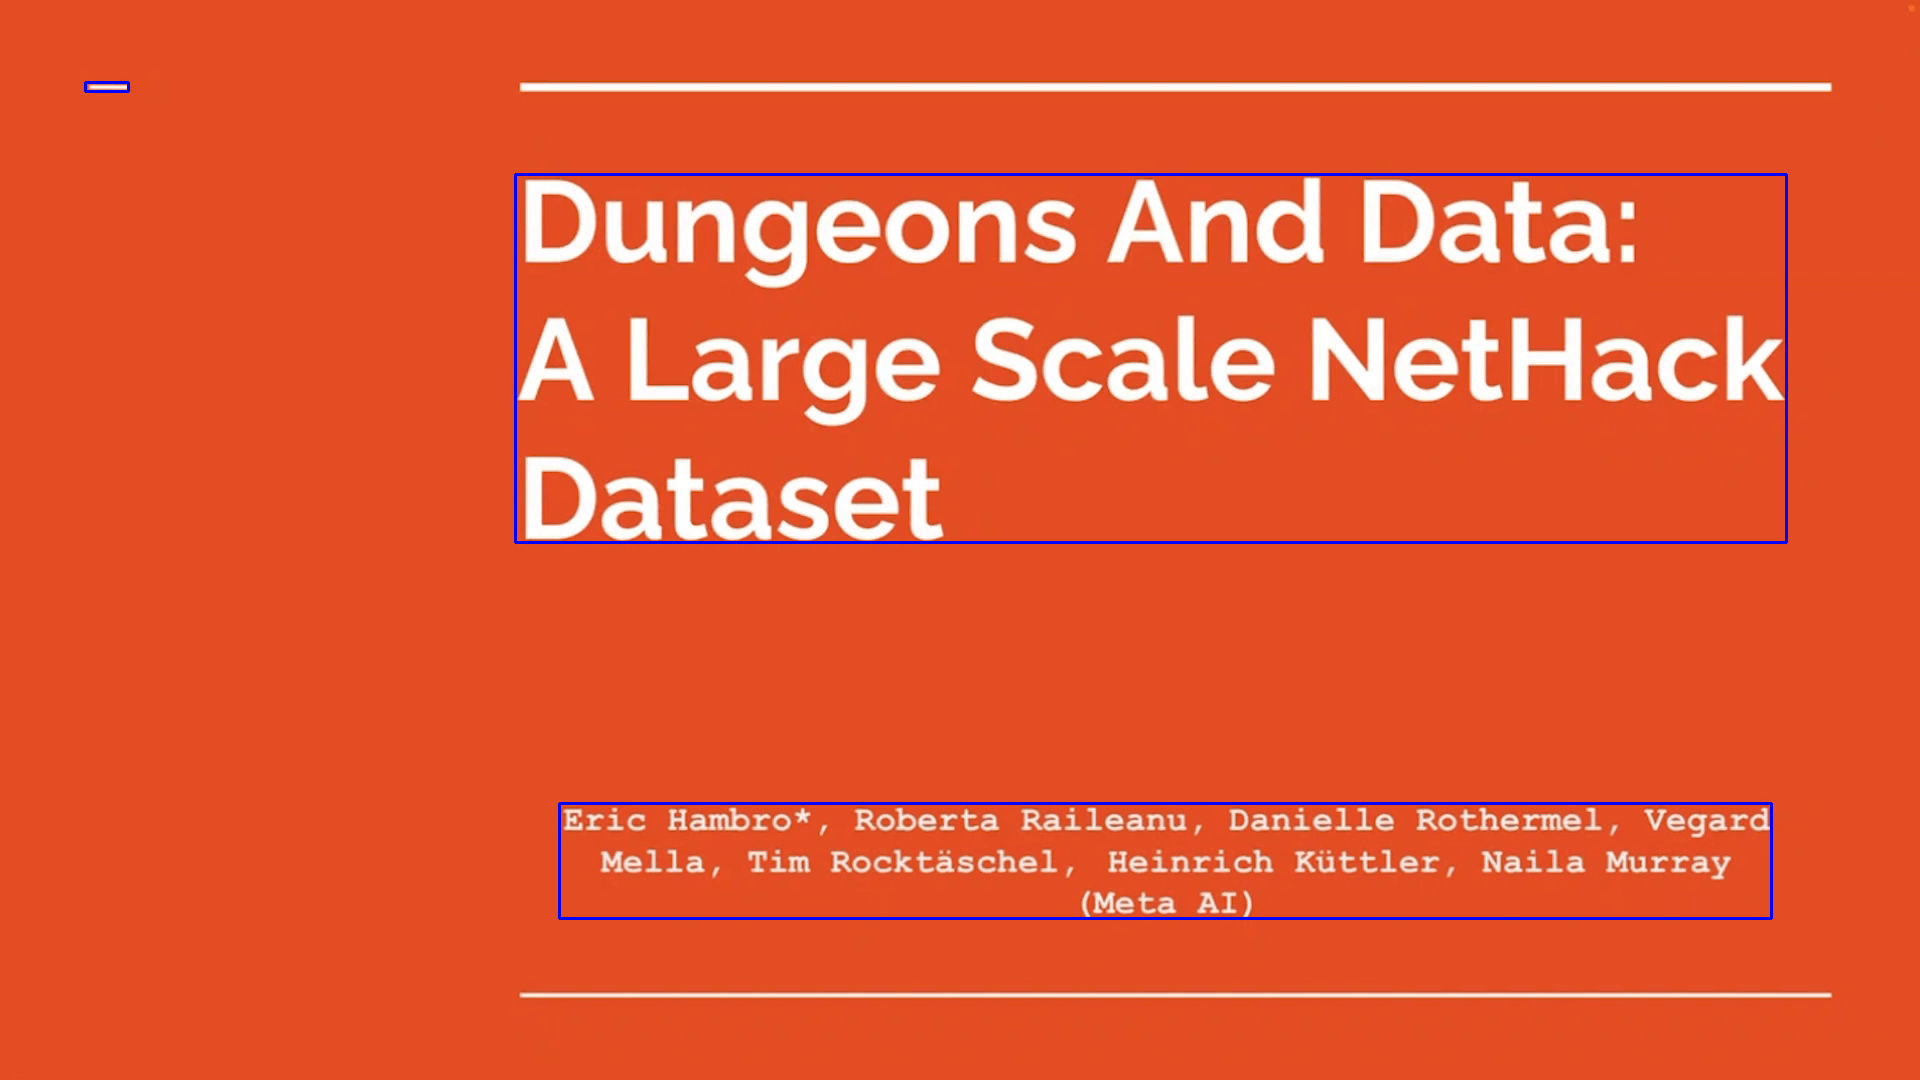 Dungeons And Data:
A Large Scale NetHack
Dataset
Eric Hambro*, Roberta Raileanu, Danielle Rothermel, Vegard
Mella, Tim Rocktäschel, Heinrich Küttler, Naila Murray
(Meta AI)